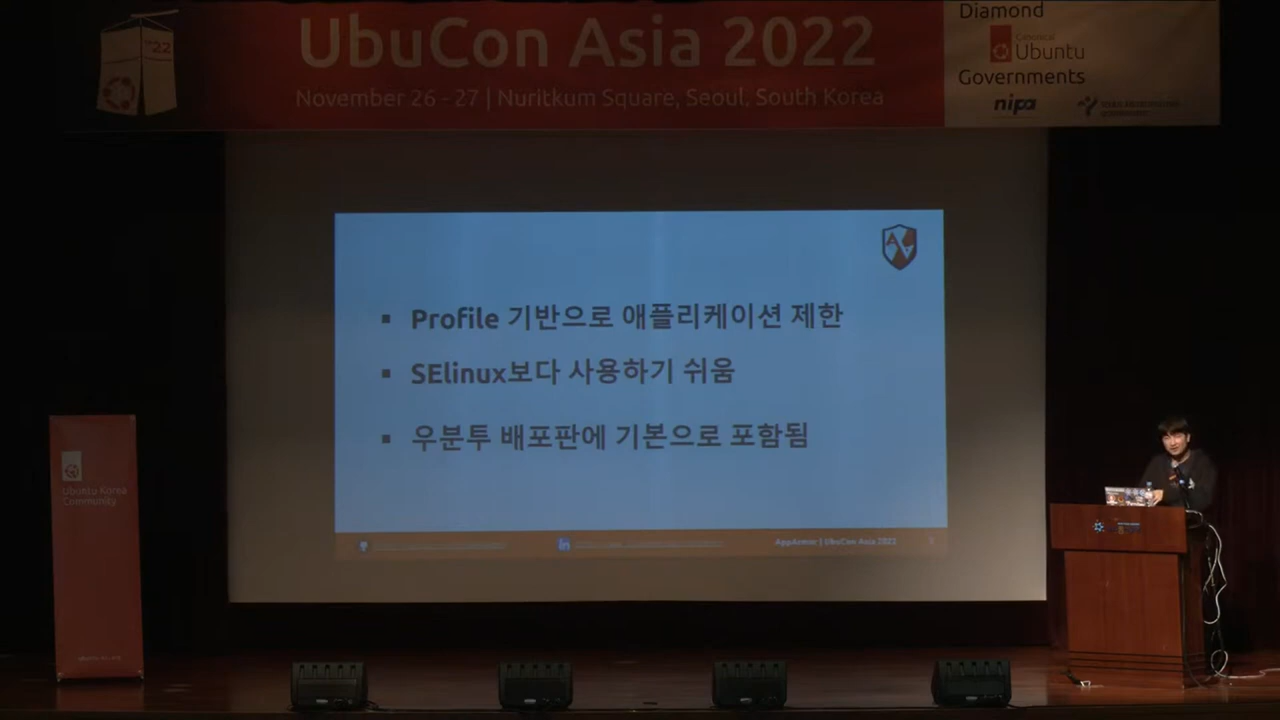 UbuCon Asia 2022
November 26 - 27 | Nuritkum Square, Seoul, South Korea
Diamond
Canonical
Ubuntu
Governments
nipa
22
Profile 기반으로 애플리케이션 제한
SElinux보다 사용하기 쉬움
우분투 배포판에 기본으로 포함됨
in
AppArmor | UbuCon Asia 2022
Ubuntu Korea
Community